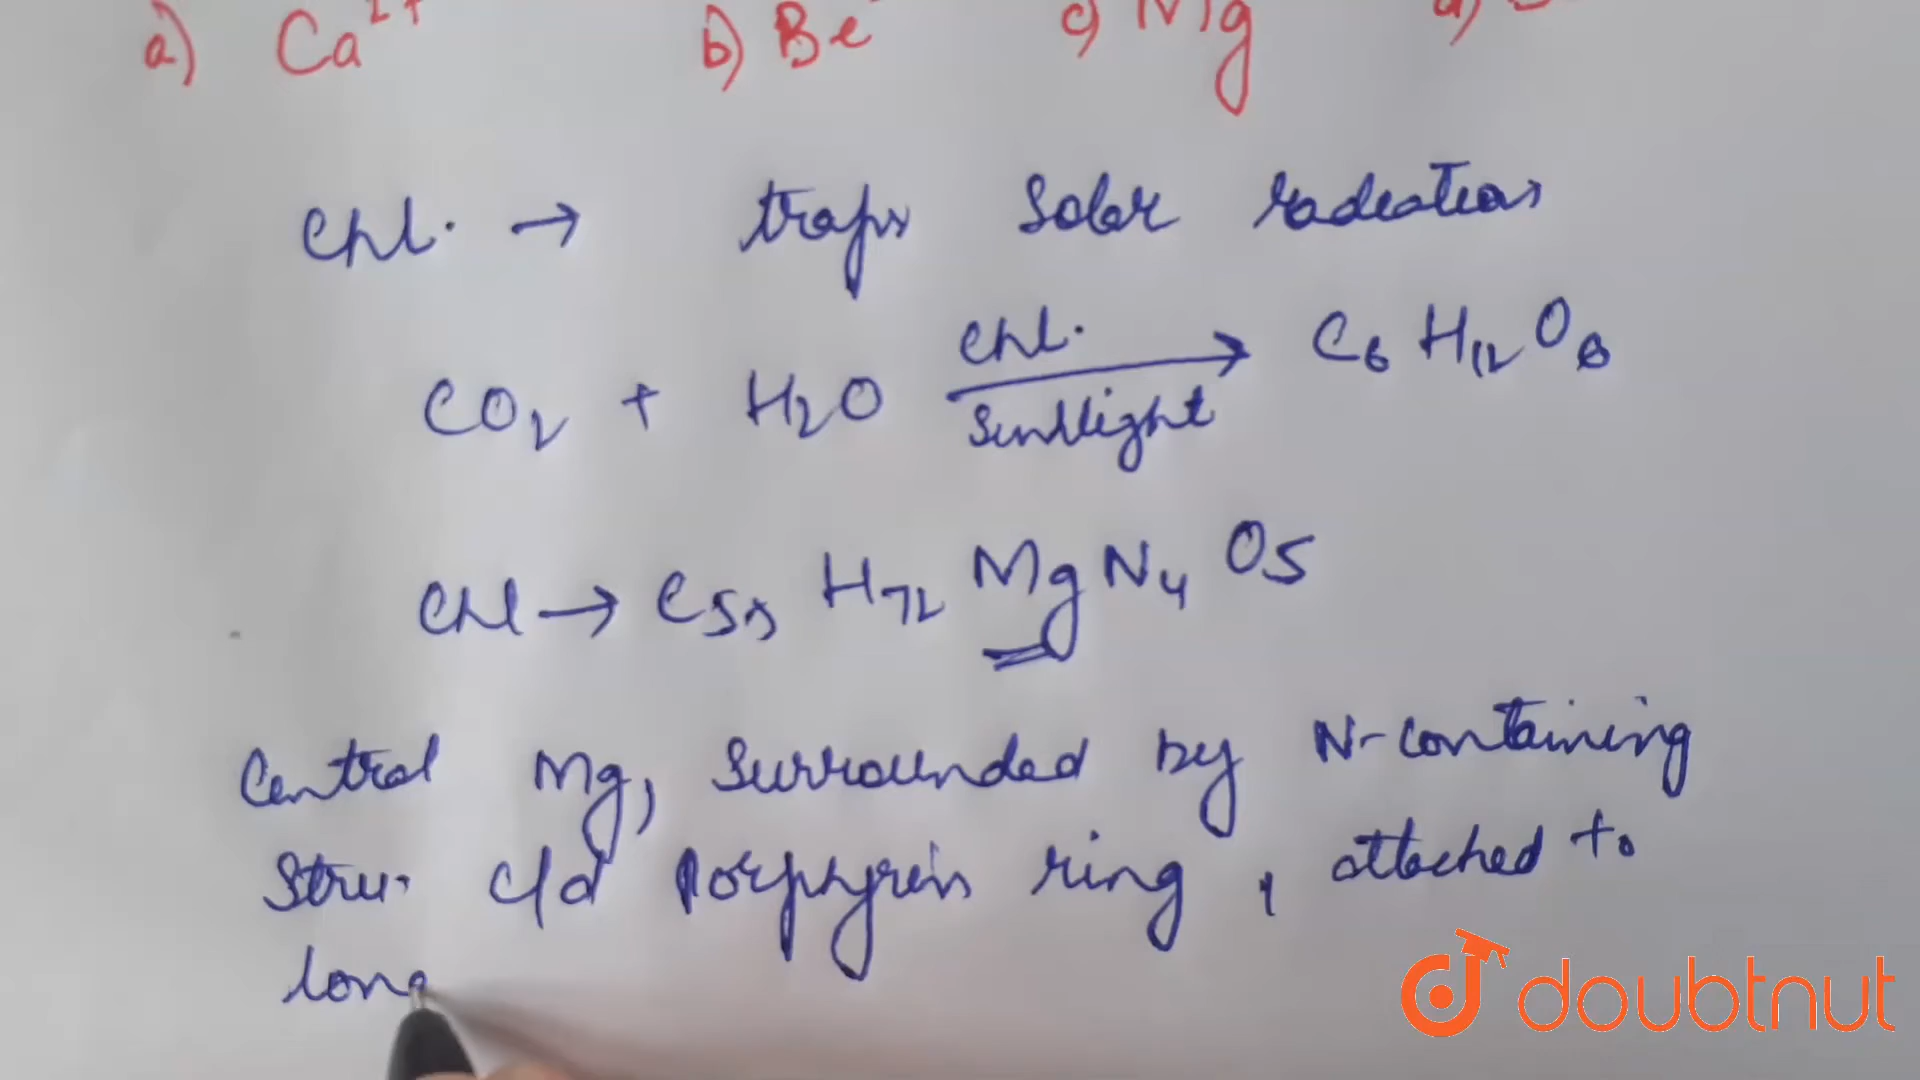 a) Ca²⁺ b) Be c) Mg d)
Chl. → traps Solar radiations
CO₂ + H₂O Chl. Sunlight → C₆H₁₂O₆
Chl → C₅₅ H₇₂ Mg N₄ O5
Central Mg, Surrounded by N-containing
Stru. c/d Porphyrin ring, attached to
long
doubtnut